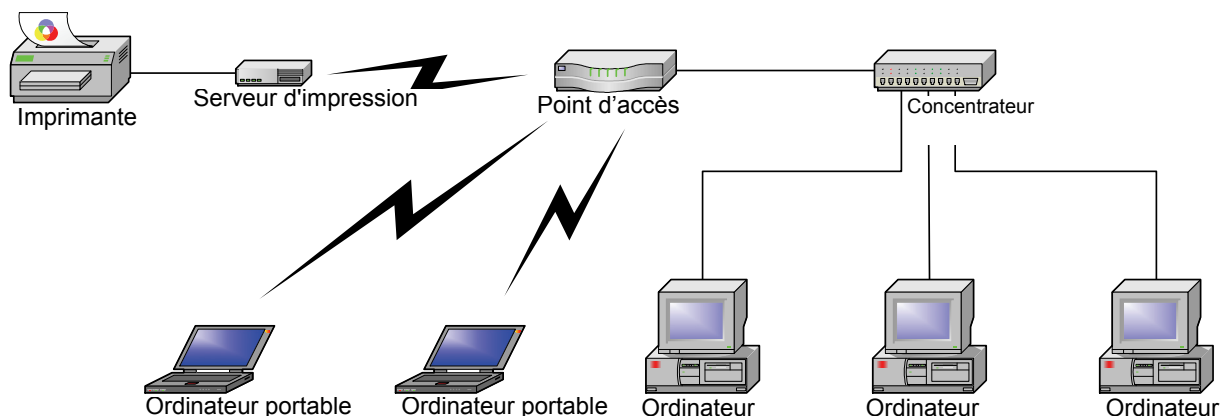 Imprimante
Serveur d'impression
Point d’accès
Concentrateur
Ordinateur portable
Ordinateur portable
Ordinateur
Ordinateur
Ordinateur